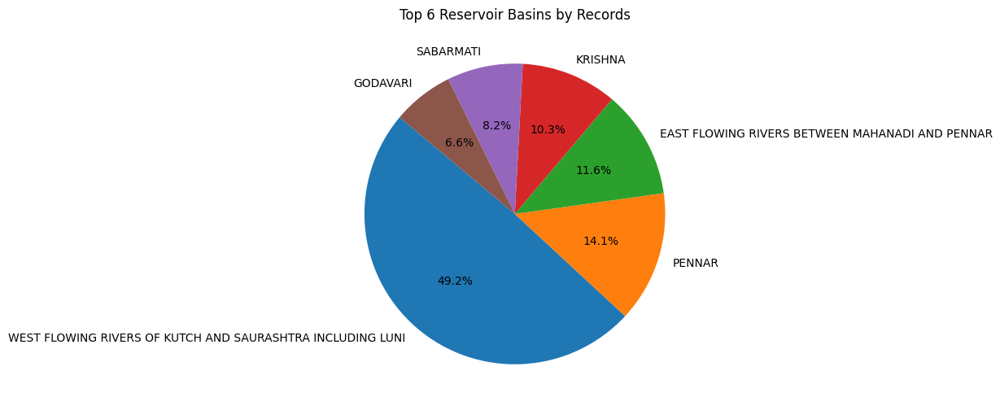 Top 6 Reservoir Basins by Records
SABARMATI
KRISHNA
GODAVARI
EAST FLOWING RIVERS BETWEEN MAHANADI AND PENNAR
8.2%
10.3%
6.6%
11.6%
14.1%
PENNAR
49.2%
WEST FLOWING RIVERS OF KUTCH AND SAURASHTRA INCLUDING LUNI